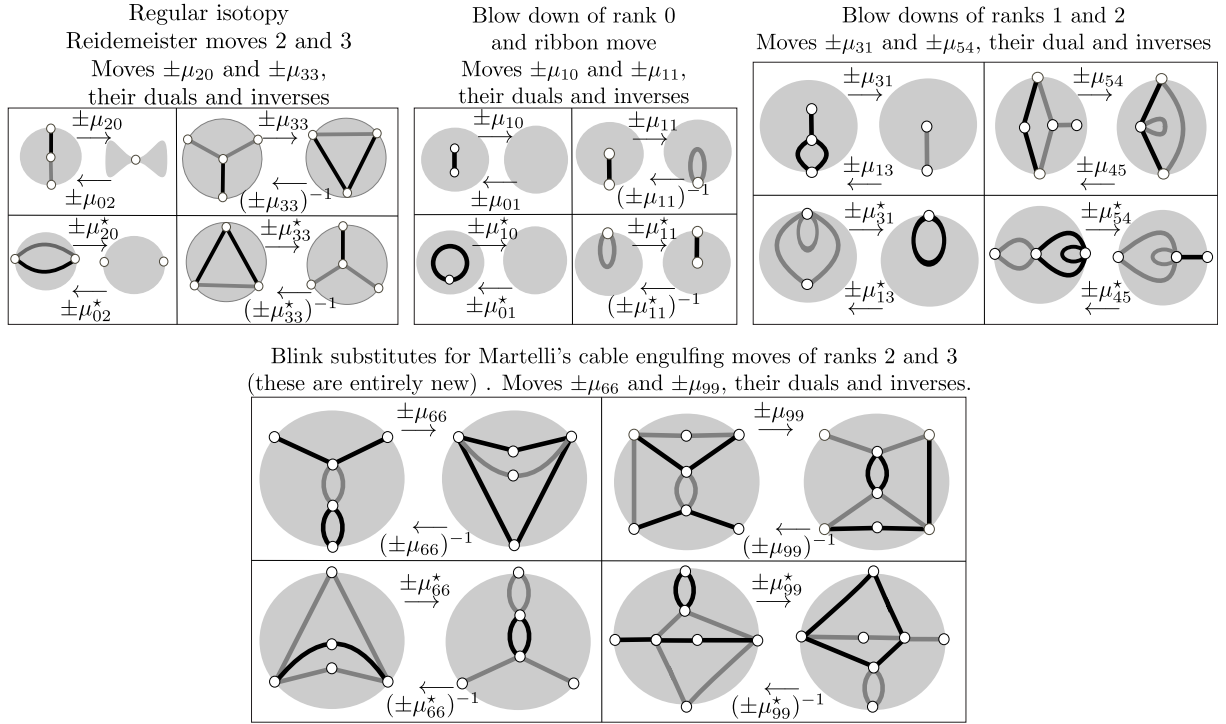 Regular isotopy
Reidemeister moves 2 and 3
Moves ±μ₂₀ and ±μ₃₃,
their duals and inverses
±μ₂₀
±μ₀₂
±μ₃₃
(±μ₃₃)⁻¹
±μ⋆₂₀
±μ⋆₀₂
±μ⋆₃₃
(±μ⋆₃₃)⁻¹
Blow down of rank 0
and ribbon move
Moves ±μ₁₀ and ±μ₁₁,
their duals and inverses
±μ₁₀
±μ₀₁
±μ₁₁
(±μ₁₁)⁻¹
±μ⋆₁₀
±μ⋆₀₁
±μ⋆₁₁
(±μ⋆₁₁)⁻¹
Blow downs of ranks 1 and 2
Moves ±μ₃₁ and ±μ₅₄, their dual and inverses
±μ₃₁
±μ₁₃
±μ₅₄
±μ₄₅
±μ⋆₃₁
±μ⋆₁₃
±μ⋆₅₄
±μ⋆₄₅
Blink substitutes for Martelli's cable engulfing moves of ranks 2 and 3
(these are entirely new) . Moves ±μ₆₆ and ±μ₉₉, their duals and inverses.
±μ₆₆
(±μ₆₆)⁻¹
±μ₉₉
(±μ₉₉)⁻¹
±μ⋆₆₆
(±μ⋆₆₆)⁻¹
±μ⋆₉₉
(±μ⋆₉₉)⁻¹